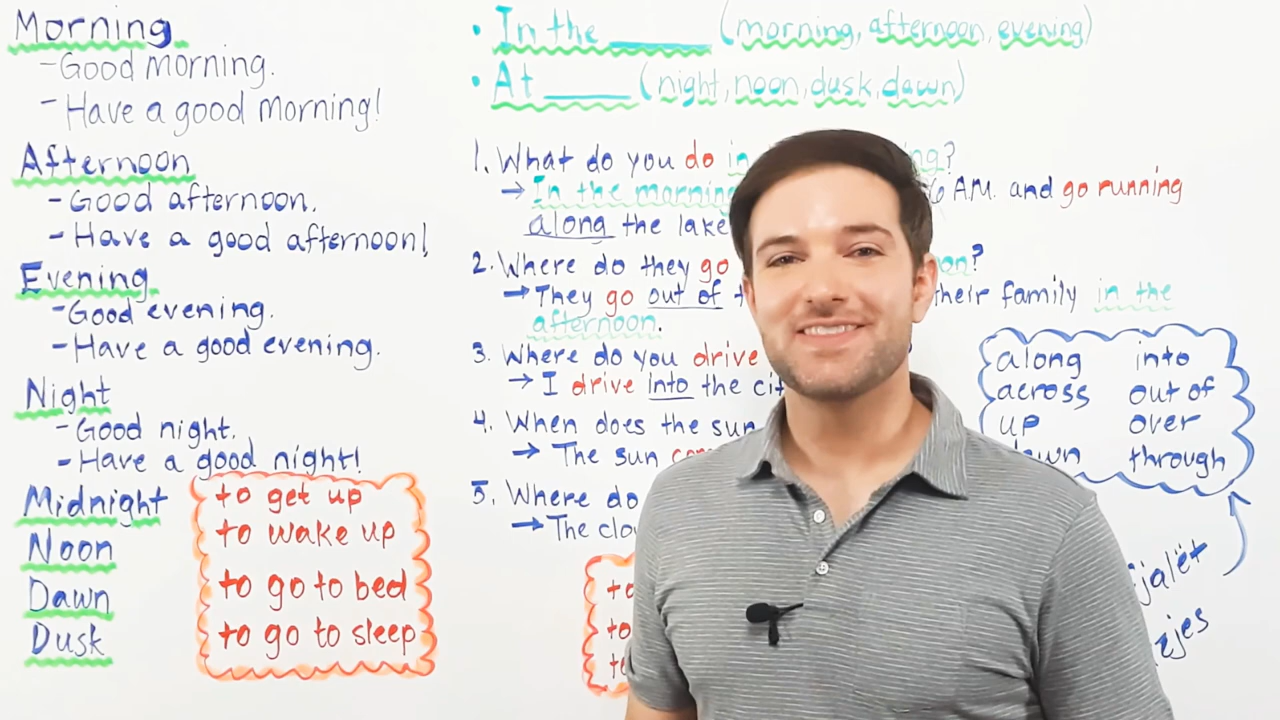 Morning
-Good morning.
-Have a good morning!
Afternoon
-Good afternoon.
-Have a good afternoon!
Evening
-Good evening.
-Have a good evening.
Night
-Good night.
-Have a good night!
Midnight
Noon
Dawn
Dusk
to get up
to wake up
to go to bed
to go to sleep
• In the ______ (morning, afternoon, evening)
• At ______ (night, noon, dusk, dawn)
1. What do you do in ?
→ In the morning 6 A.M. and go running
along the lake
2. Where do they go ?
→ They go out of their family in the
afternoon.
3. Where do you drive ?
→ I drive into the
4. When does the sun
→ The sun
5. Where do
→ The
along into
across out of
up over
through